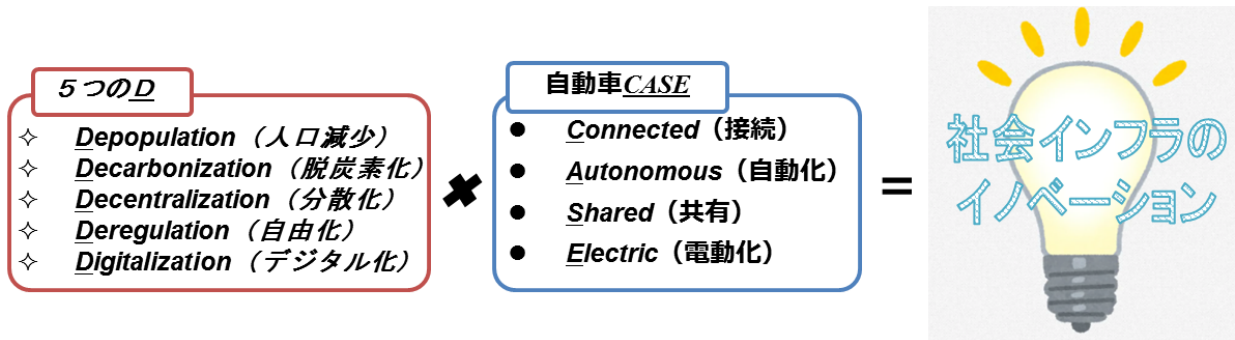 ５つのD
✧ Depopulation（人口減少）
✧ Decarbonization（脱炭素化）
✧ Decentralization（分散化）
✧ Deregulation（自由化）
✧ Digitalization（デジタル化）
✖
自動車CASE
● Connected（接続）
● Autonomous（自動化）
● Shared（共有）
● Electric（電動化）
＝
社会インフラの
イノベーション